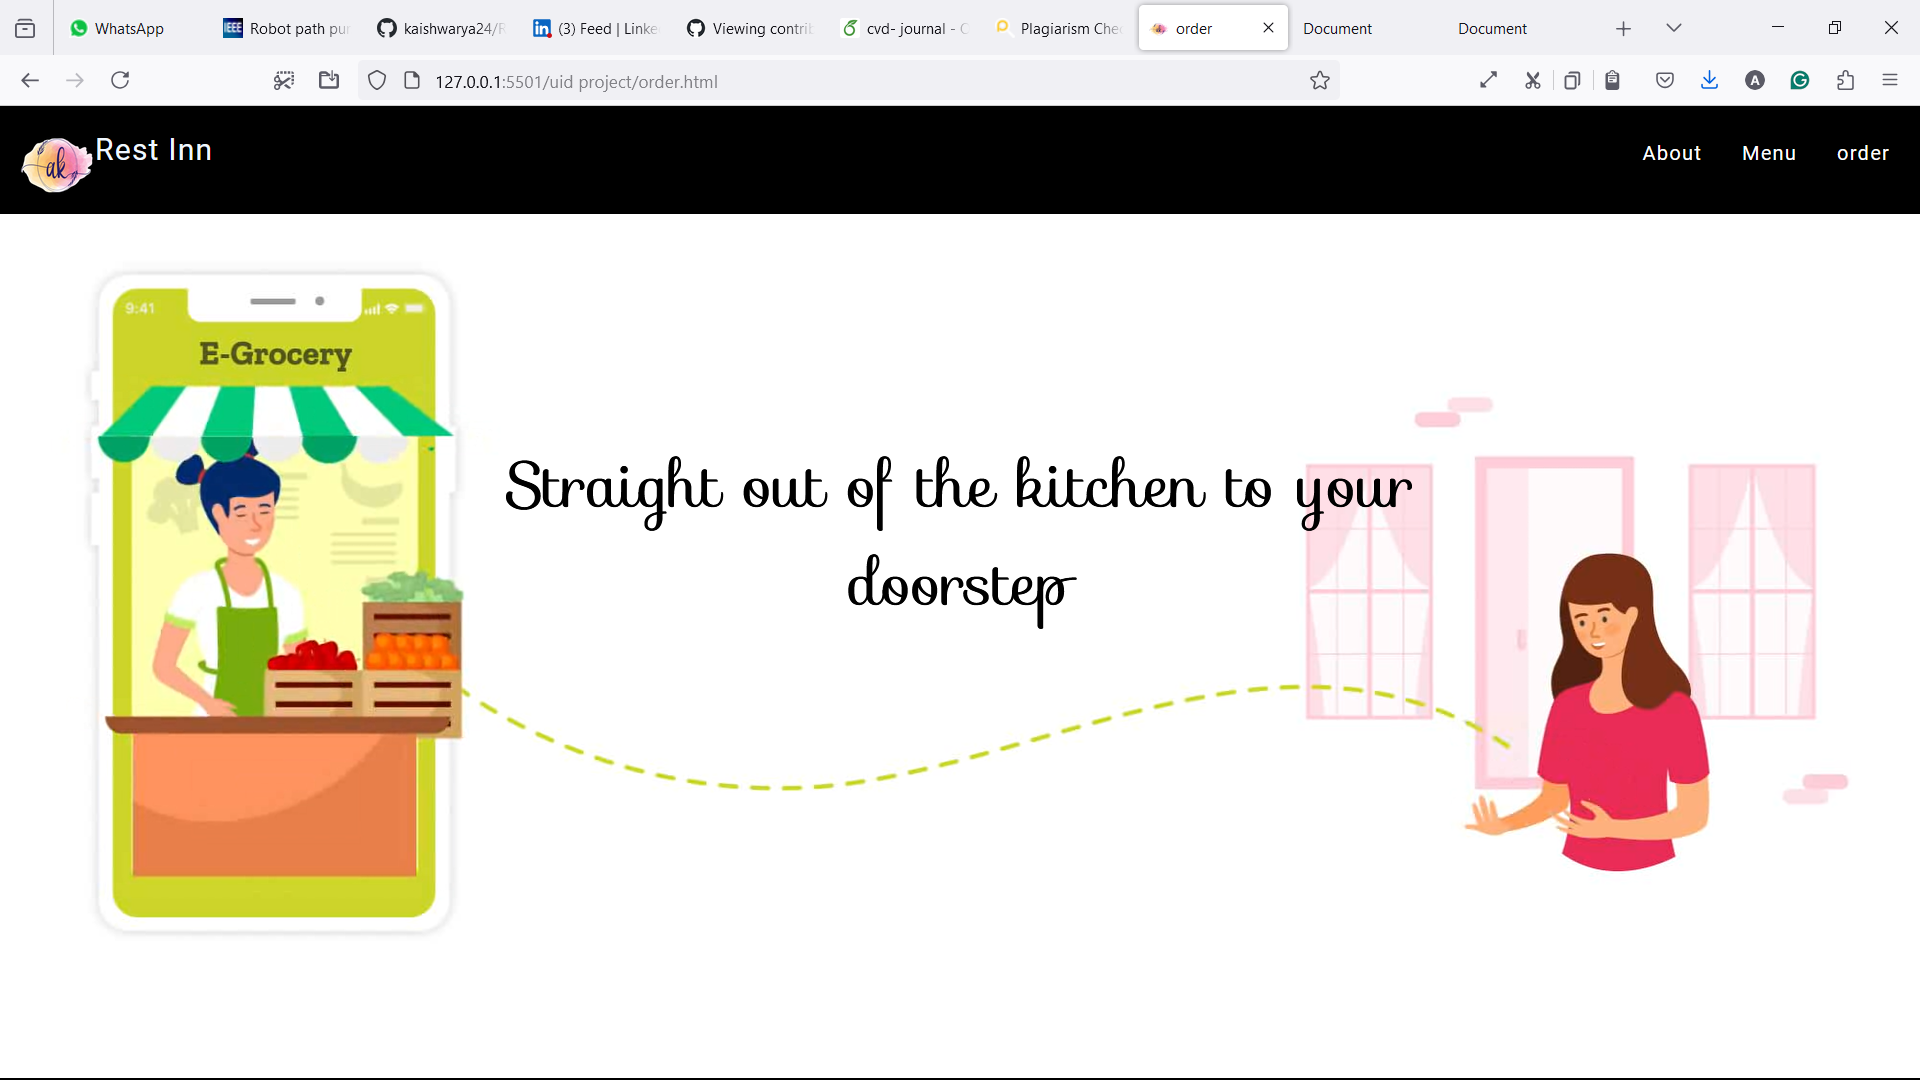 WhatsApp
Robot path pur
kaishwarya24/R
(3) Feed | Linke
Viewing contrib
cvd- journal - O
Plagiarism Che
order
Document
Document
127.0.0.1:5501/uid project/order.html
ak
Rest Inn
About
Menu
order
9:41
E-Grocery
Straight out of the kitchen to your
doorstep